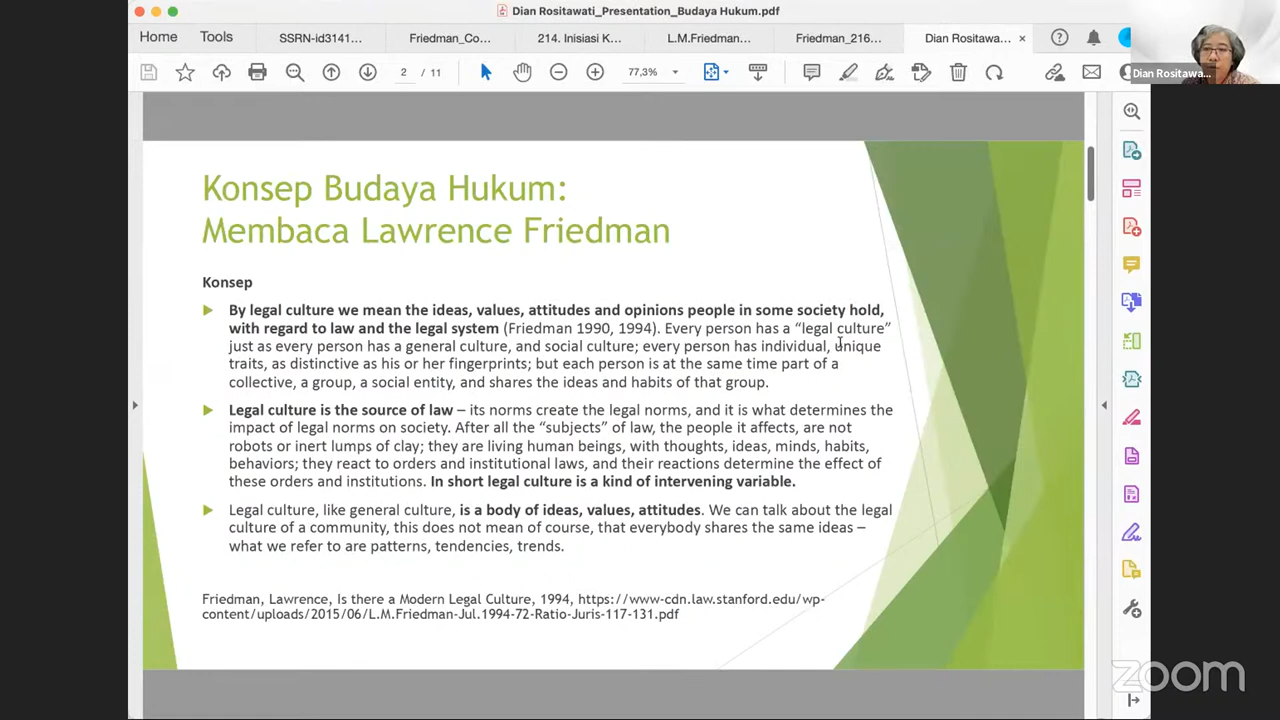 Dian Rositawati_Presentation_Budaya Hukum.pdf
Home Tools SSRN-id3141... Friedman_Co... 214. Inisiasi K... L.M.Friedman... Friedman_216... Dian Rositawa... ×
2 / 11 77,3%
Dian Rositawa...
Konsep Budaya Hukum:
Membaca Lawrence Friedman
Konsep
By legal culture we mean the ideas, values, attitudes and opinions people in some society hold,
with regard to law and the legal system (Friedman 1990, 1994). Every person has a “legal culture”
just as every person has a general culture, and social culture; every person has individual, unique
traits, as distinctive as his or her fingerprints; but each person is at the same time part of a
collective, a group, a social entity, and shares the ideas and habits of that group.
Legal culture is the source of law – its norms create the legal norms, and it is what determines the
impact of legal norms on society. After all the “subjects” of law, the people it affects, are not
robots or inert lumps of clay; they are living human beings, with thoughts, ideas, minds, habits,
behaviors; they react to orders and institutional laws, and their reactions determine the effect of
these orders and institutions. In short legal culture is a kind of intervening variable.
Legal culture, like general culture, is a body of ideas, values, attitudes. We can talk about the legal
culture of a community, this does not mean of course, that everybody shares the same ideas –
what we refer to are patterns, tendencies, trends.
Friedman, Lawrence, Is there a Modern Legal Culture, 1994, https://www-cdn.law.stanford.edu/wp-
content/uploads/2015/06/L.M.Friedman-Jul.1994-72-Ratio-Juris-117-131.pdf
zoom